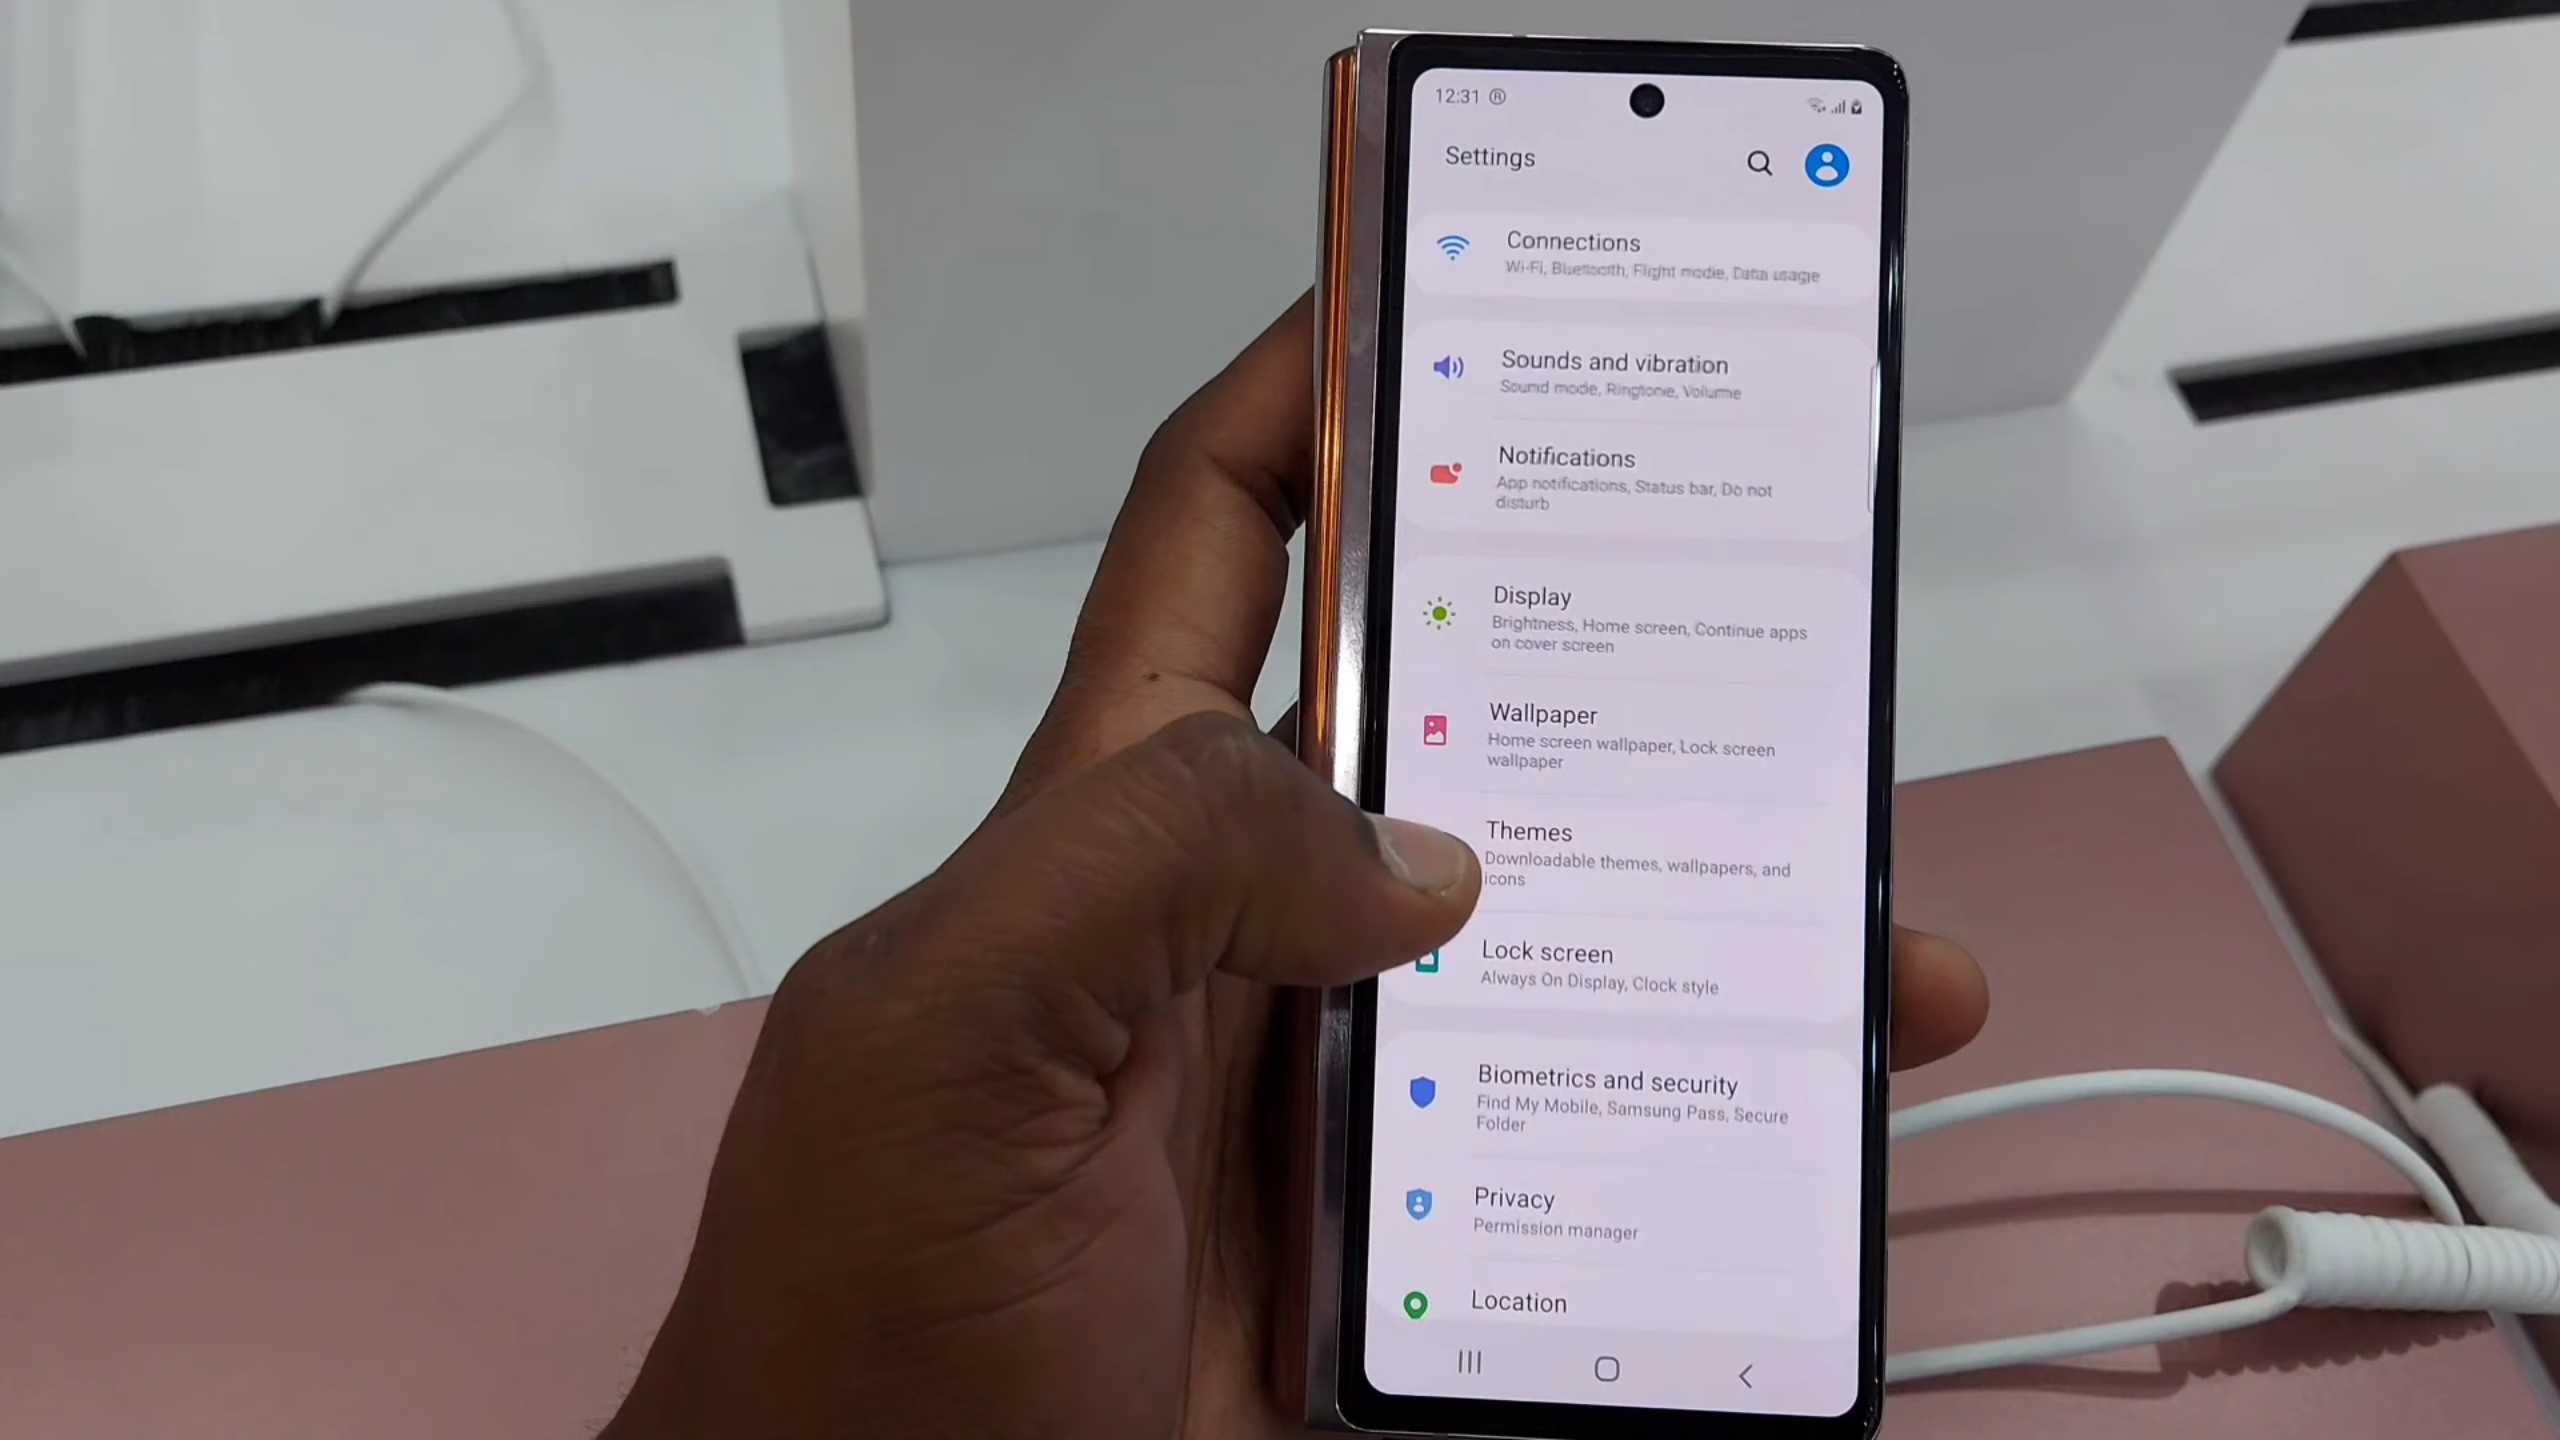 12:31 ®
Settings
Connections
Wi-Fi, Bluetooth, Flight mode, Data usage
Sounds and vibration
Sound mode, Ringtone, Volume
Notifications
App notifications, Status bar, Do not
disturb
Display
Brightness, Home screen, Continue apps
on cover screen
Wallpaper
Home screen wallpaper, Lock screen
wallpaper
Themes
Downloadable themes, wallpapers, and
icons
Lock screen
Always On Display, Clock style
Biometrics and security
Find My Mobile, Samsung Pass, Secure
Folder
Privacy
Permission manager
Location